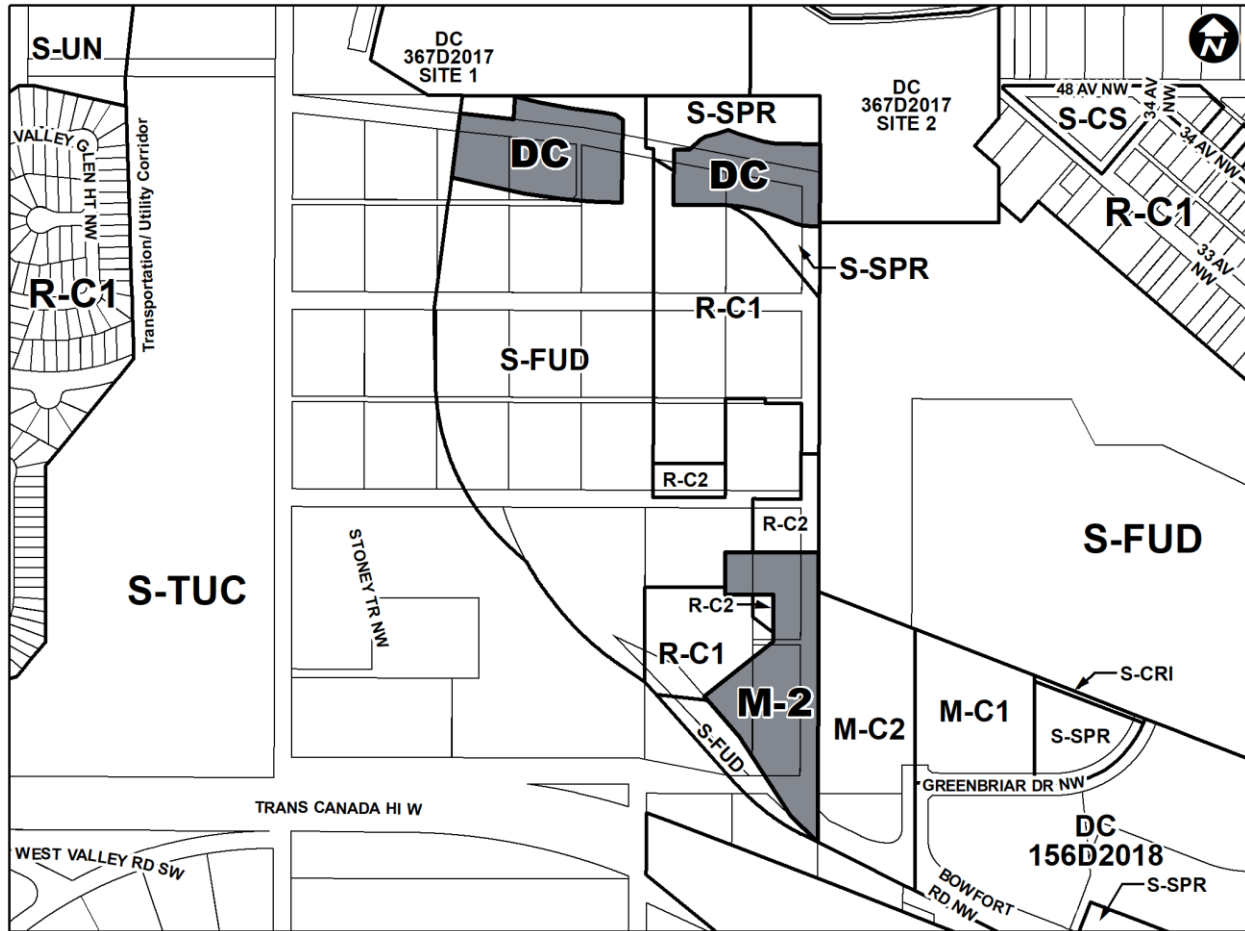 S-UN
DC
367D2017
SITE 1
DC
367D2017
SITE 2
N
48 AV NW
34 AV
NW
S-CS
34 AV NW
S-SPR
VALLEY GLEN HT NW
DC
DC
R-C1
33 AV
NW
Transportation/ Utility Corridor
S-SPR
R-C1
R-C1
S-FUD
R-C2
R-C2
S-FUD
STONEY TR NW
S-TUC
R-C2
R-C1
S-CRI
M-2
M-C2
M-C1
S-SPR
S-FUD
GREENBRIAR DR NW
TRANS CANADA HI W
DC
156D2018
WEST VALLEY RD SW
BOWFORT
RD NW
S-SPR